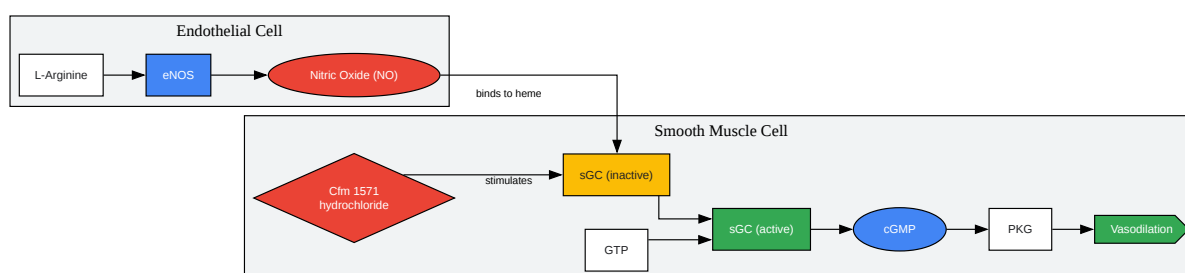 Endothelial Cell
L-Arginine
eNOS
Nitric Oxide (NO)
binds to heme
Smooth Muscle Cell
Cfm 1571
hydrochloride
stimulates
sGC (inactive)
GTP
sGC (active)
cGMP
PKG
Vasodilation